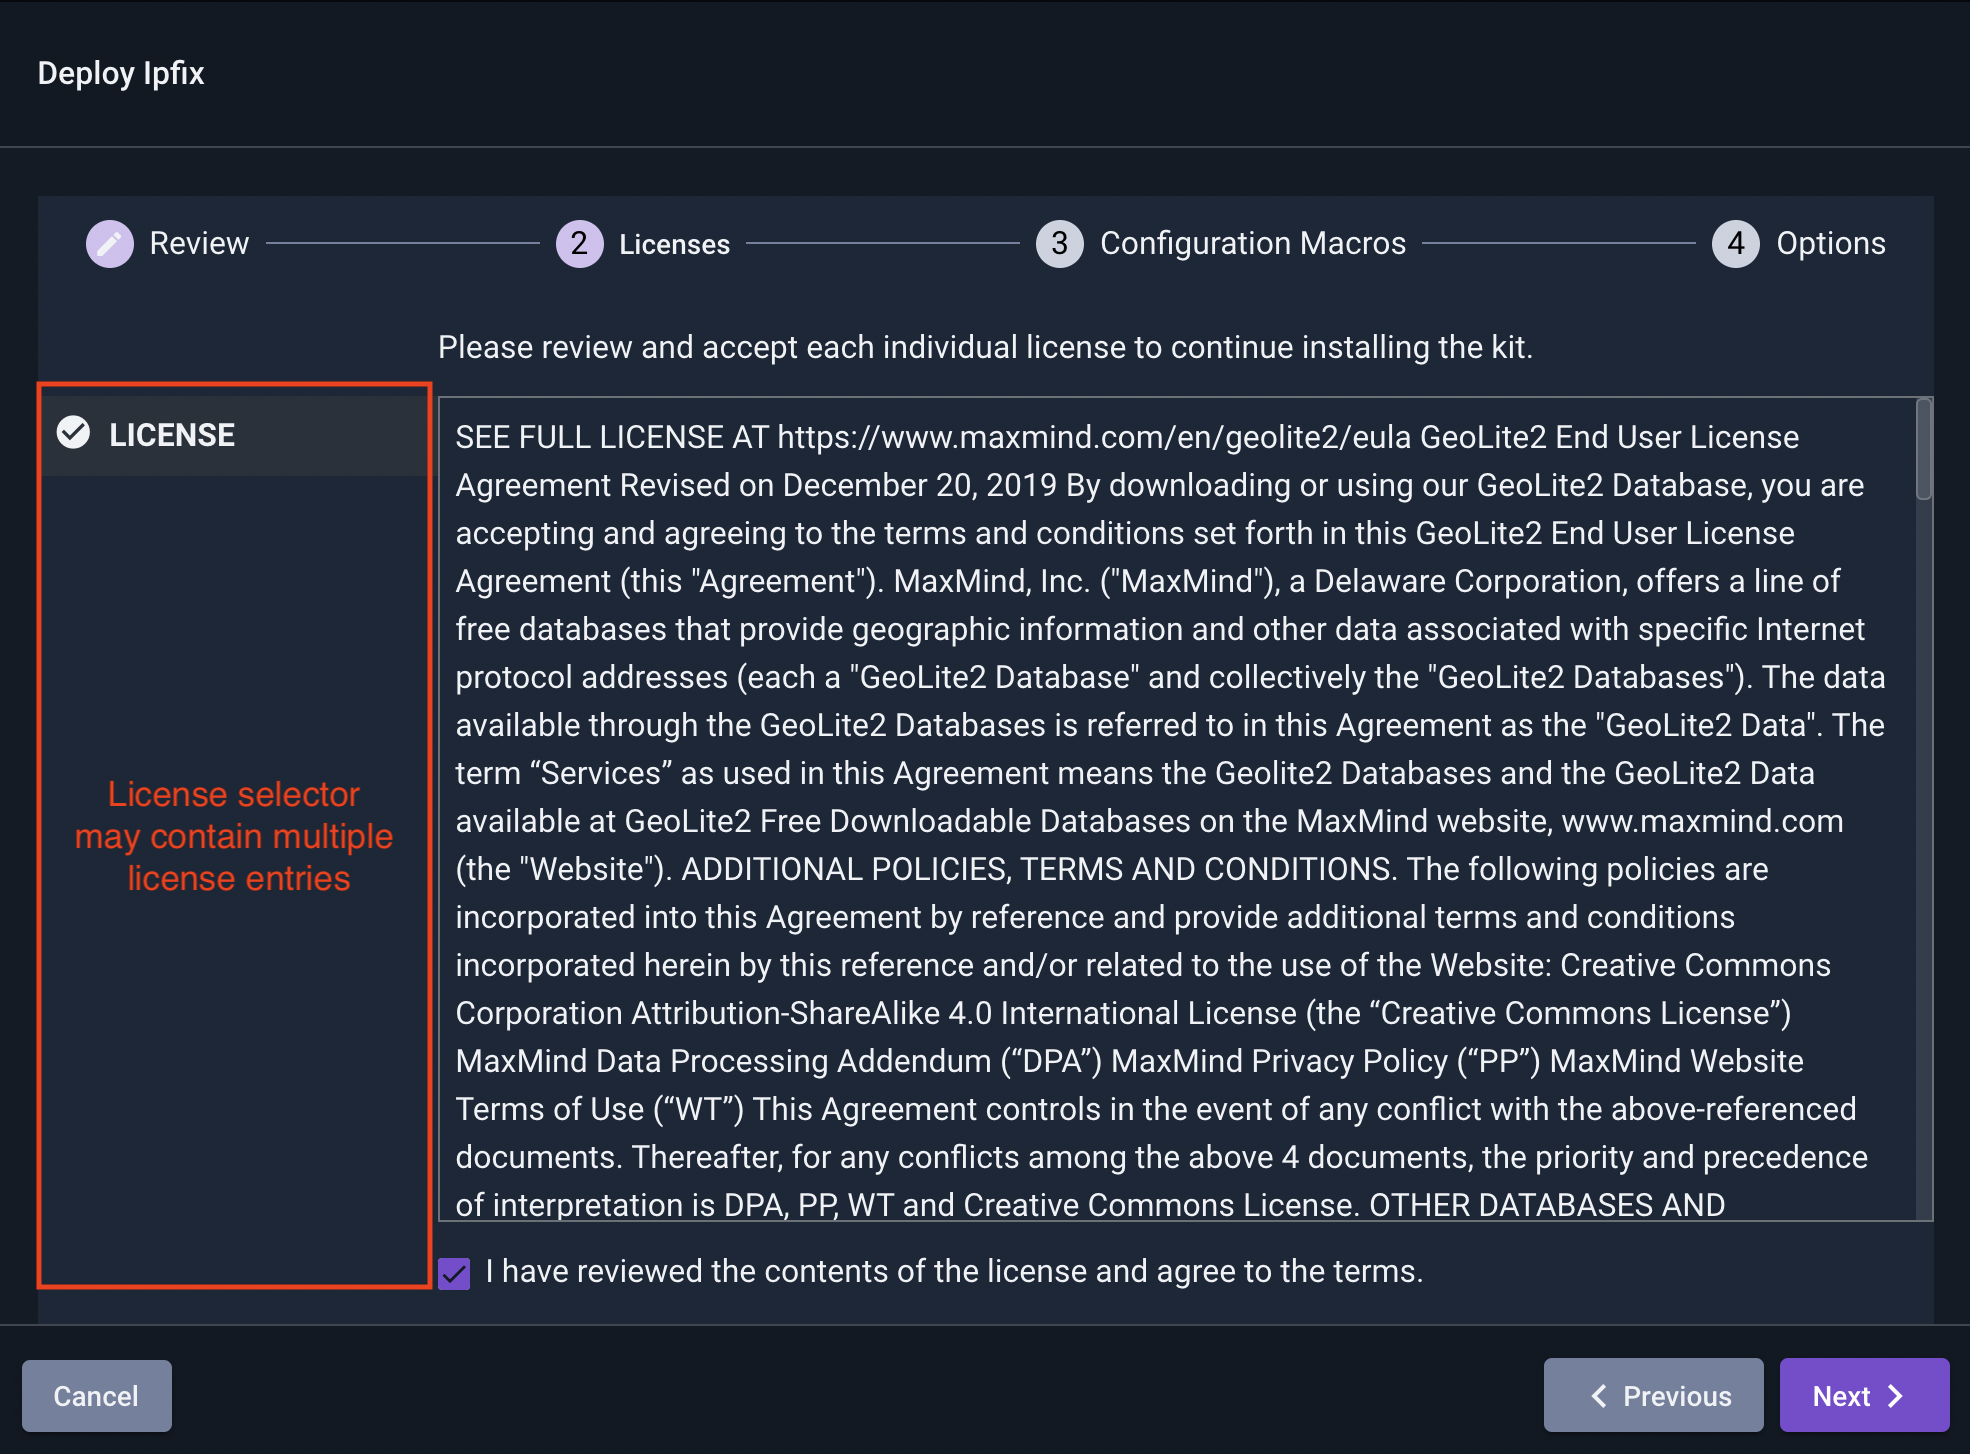 Deploy Ipfix
Review
2 Licenses
3 Configuration Macros
4 Options
Please review and accept each individual license to continue installing the kit.
LICENSE
License selector
may contain multiple
license entries
SEE FULL LICENSE AT https://www.maxmind.com/en/geolite2/eula GeoLite2 End User License
Agreement Revised on December 20, 2019 By downloading or using our GeoLite2 Database, you are
accepting and agreeing to the terms and conditions set forth in this GeoLite2 End User License
Agreement (this "Agreement"). MaxMind, Inc. ("MaxMind"), a Delaware Corporation, offers a line of
free databases that provide geographic information and other data associated with specific Internet
protocol addresses (each a "GeoLite2 Database" and collectively the "GeoLite2 Databases"). The data
available through the GeoLite2 Databases is referred to in this Agreement as the "GeoLite2 Data". The
term “Services” as used in this Agreement means the Geolite2 Databases and the GeoLite2 Data
available at GeoLite2 Free Downloadable Databases on the MaxMind website, www.maxmind.com
(the "Website"). ADDITIONAL POLICIES, TERMS AND CONDITIONS. The following policies are
incorporated into this Agreement by reference and provide additional terms and conditions
incorporated herein by this reference and/or related to the use of the Website: Creative Commons
Corporation Attribution-ShareAlike 4.0 International License (the “Creative Commons License”)
MaxMind Data Processing Addendum (“DPA”) MaxMind Privacy Policy (“PP”) MaxMind Website
Terms of Use (“WT”) This Agreement controls in the event of any conflict with the above-referenced
documents. Thereafter, for any conflicts among the above 4 documents, the priority and precedence
of interpretation is DPA, PP, WT and Creative Commons License. OTHER DATABASES AND
I have reviewed the contents of the license and agree to the terms.
Cancel
Previous
Next